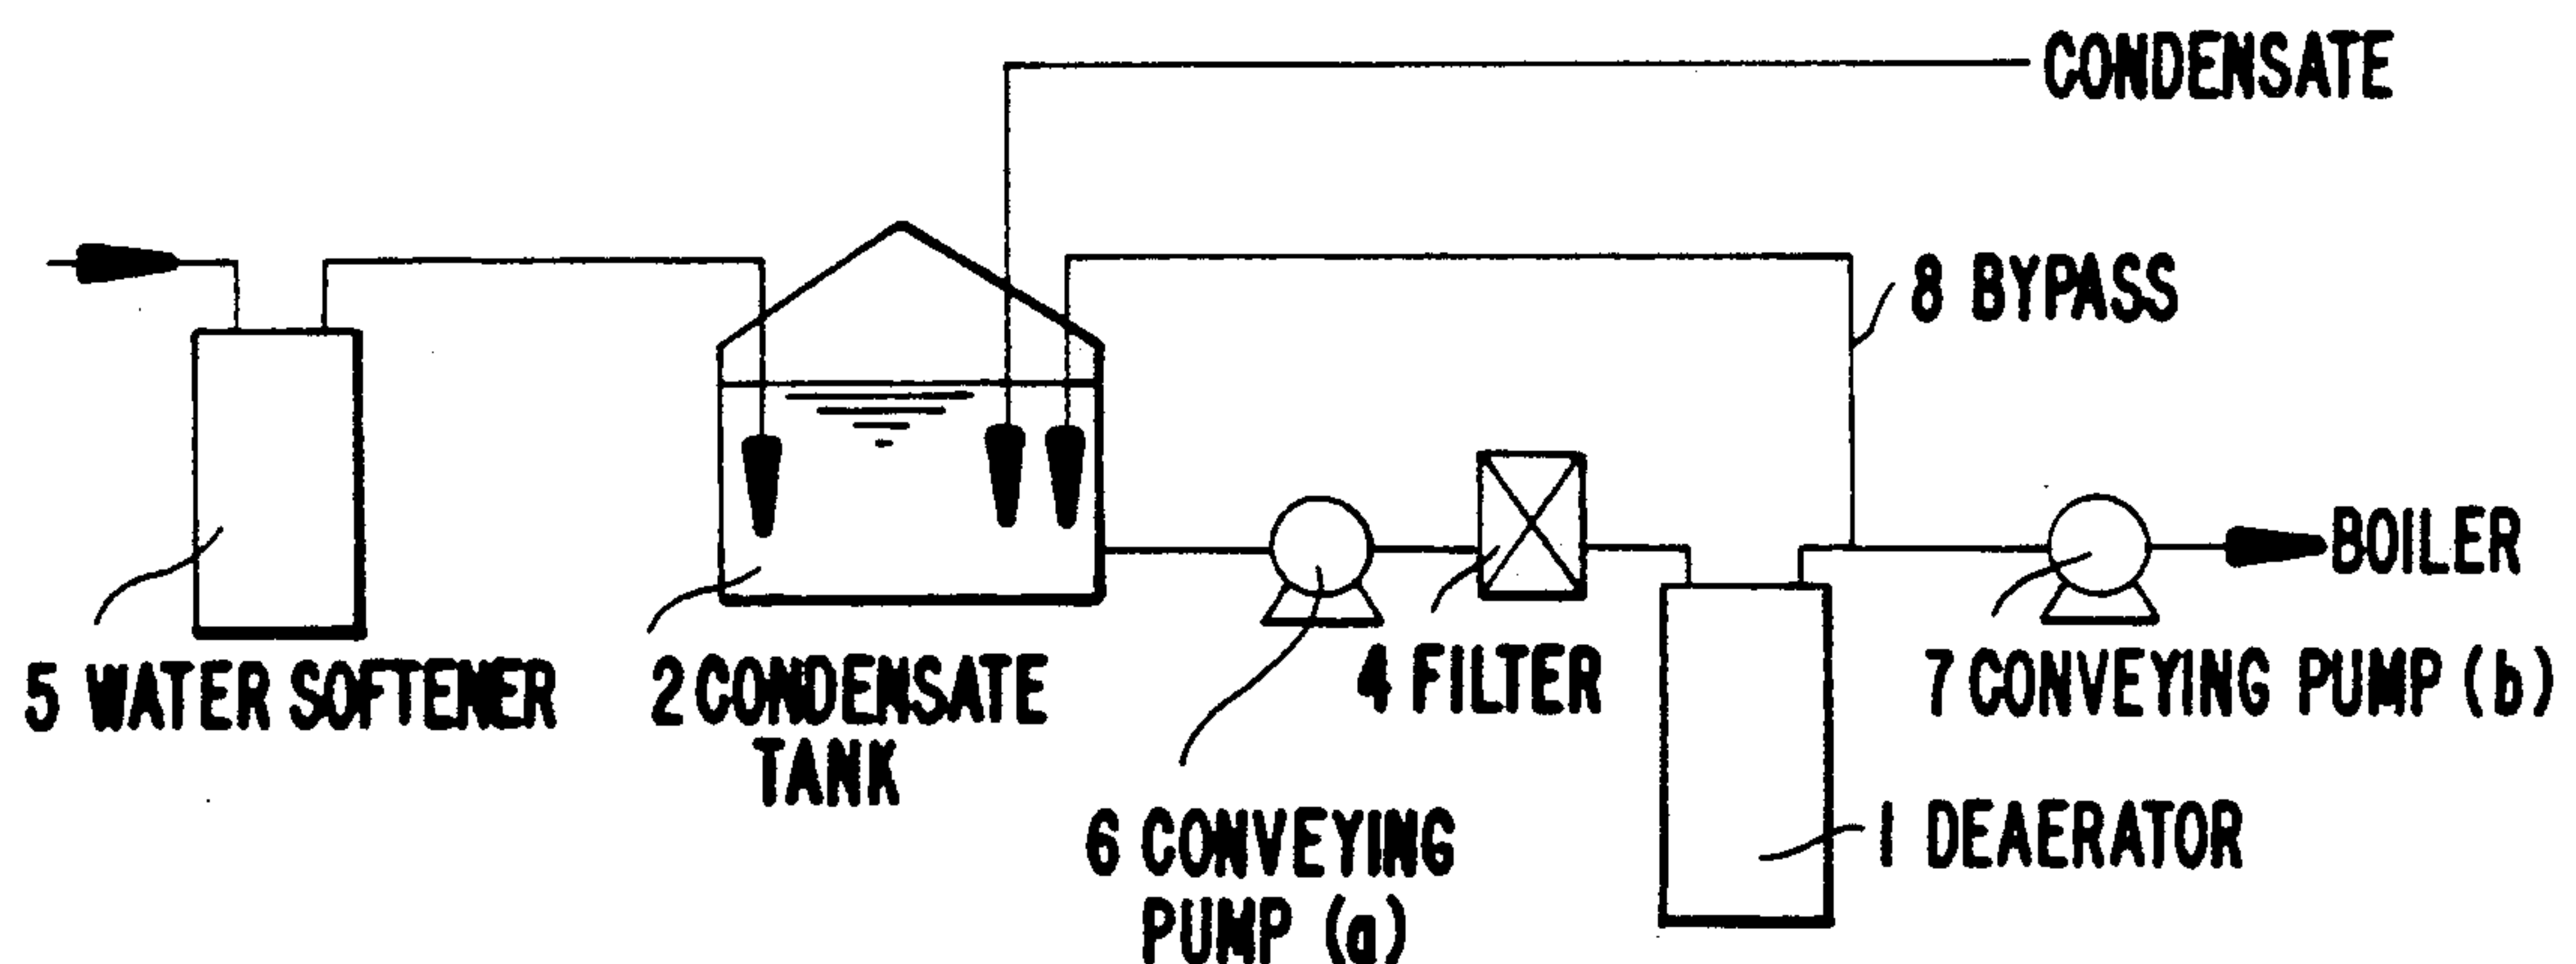 CONDENSATE
8 BYPASS
BOILER
5 WATER SOFTENER
2 CONDENSATE
TANK
4 FILTER
7 CONVEYING PUMP (b)
6 CONVEYING
PUMP (a)
1 DEAERATOR